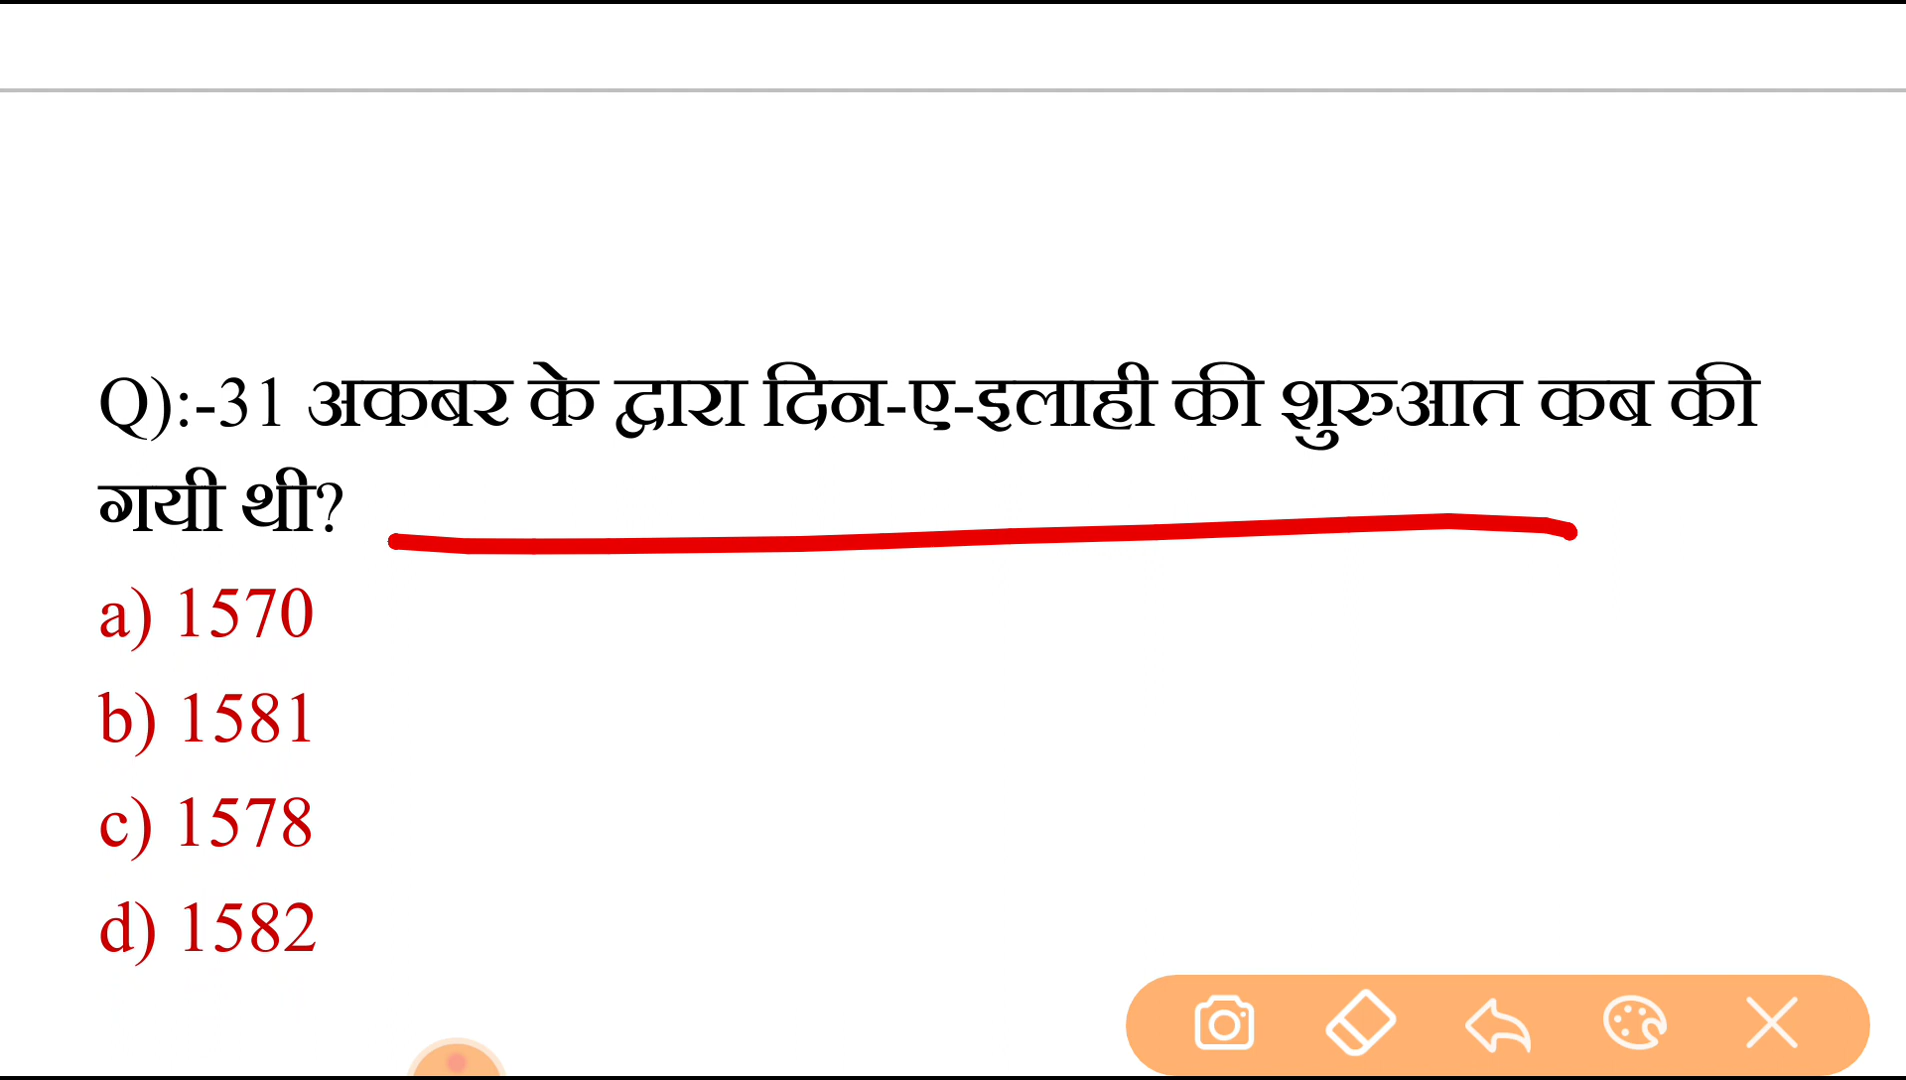 Q):-31 अकबर के द्वारा दिन-ए-इलाही की शुरुआत कब की
गयी थी?
a) 1570
b) 1581
c) 1578
d) 1582